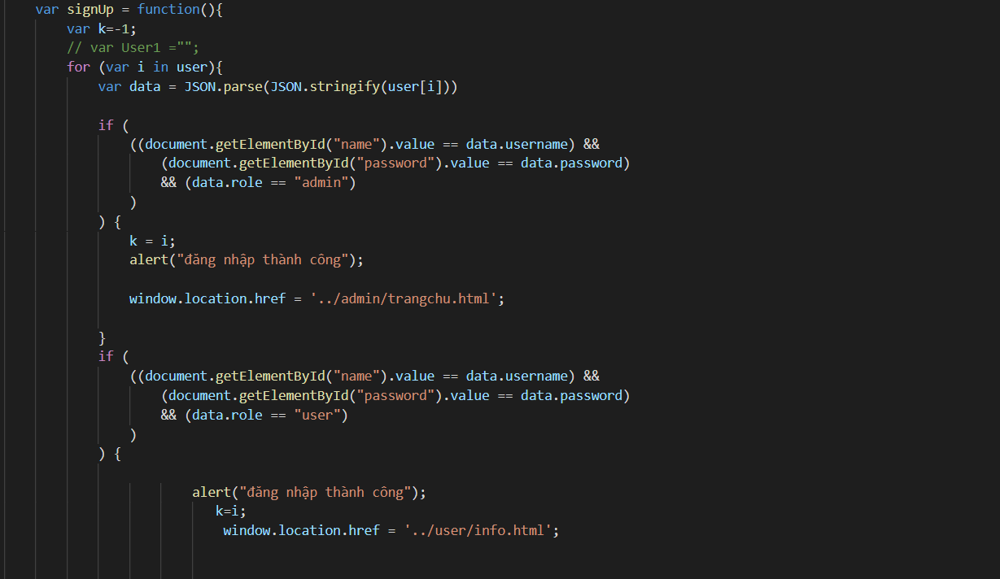 var signUp = function(){
var k=-1;
// var User1 ="";
for (var i in user){
var data = JSON.parse(JSON.stringify(user[i]))
if (
((document.getElementById("name").value == data.username) &&
(document.getElementById("password").value == data.password)
&& (data.role == "admin")
)
) {
k = i;
alert("đăng nhập thành công");
window.location.href = '../admin/trangchu.html';
}
if (
((document.getElementById("name").value == data.username) &&
(document.getElementById("password").value == data.password)
&& (data.role == "user")
)
) {
alert("đăng nhập thành công");
k=i;
window.location.href = '../user/info.html';